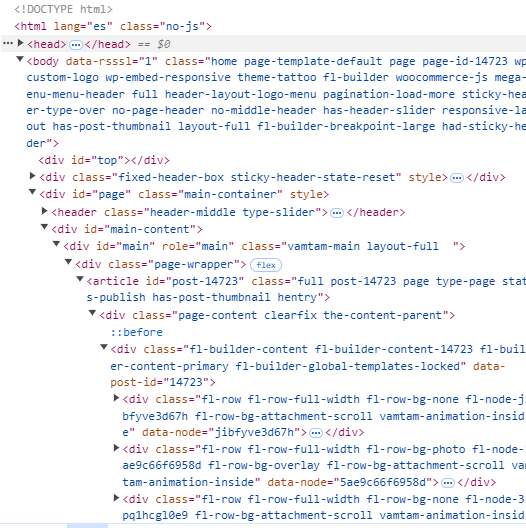 <!DOCTYPE html>
<html lang="es" class="no-js">
<head> ••• </head> == $0
<body data-rsssl="1" class="home page-template-default page page-id-14723 wp
custom-logo wp-embed-responsive theme-tattoo fl-builder woocommerce-js mega-
enu-menu-header full header-layout-logo-menu pagination-load-more sticky-hea
er-type-over no-page-header no-middle-header has-header-slider responsive-la
out has-post-thumbnail layout-full fl-builder-breakpoint-large had-sticky-he
der">
<div id="top"></div>
<div class="fixed-header-box sticky-header-state-reset" style> ••• </div>
<div id="page" class="main-container" style>
<header class="header-middle type-slider"> ••• </header>
<div id="main-content">
<div id="main" role="main" class="vamtam-main layout-full  ">
<div class="page-wrapper"> flex
<article id="post-14723" class="full post-14723 page type-page stat
s-publish has-post-thumbnail hentry">
<div class="page-content clearfix the-content-parent">
::before
<div class="fl-builder-content fl-builder-content-14723 fl-buil
er-content-primary fl-builder-global-templates-locked" data-
post-id="14723">
<div class="fl-row fl-row-full-width fl-row-bg-none fl-node-j
bfyve3d67h fl-row-bg-attachment-scroll vamtam-animation-insid
e" data-node="jibfyve3d67h"> ••• </div>
<div class="fl-row fl-row-full-width fl-row-bg-photo fl-node-5
ae9c66f6958d fl-row-bg-overlay fl-row-bg-attachment-scroll vam
tam-animation-inside" data-node="5ae9c66f6958d"> ••• </div>
<div class="fl-row fl-row-full-width fl-row-bg-none fl-node-3
pq1hcgl0e9 fl-row-bg-attachment-scroll vamtam-animation-insid